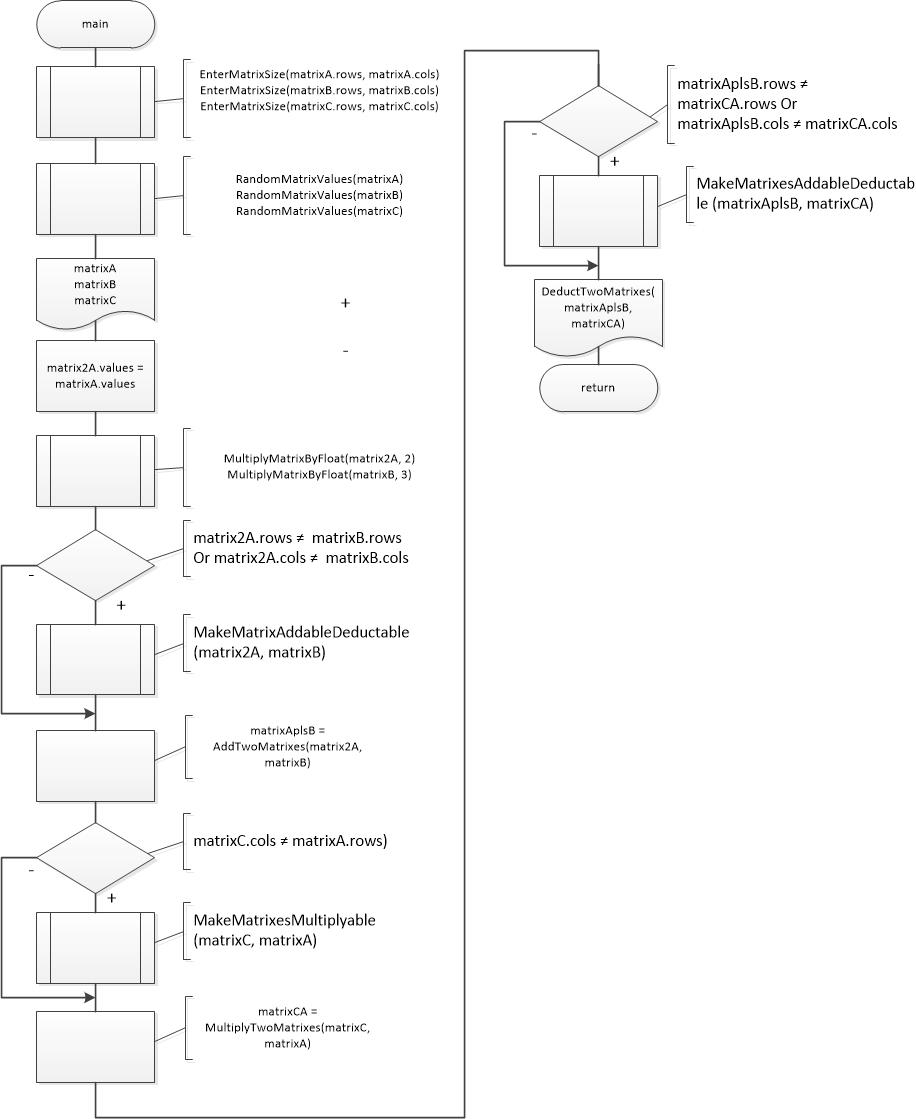 main
EnterMatrixSize(matrixA.rows, matrixA.cols)
EnterMatrixSize(matrixB.rows, matrixB.cols)
EnterMatrixSize(matrixC.rows, matrixC.cols)
RandomMatrixValues(matrixA)
RandomMatrixValues(matrixB)
RandomMatrixValues(matrixC)
matrixA
matrixB
matrixC
+
-
matrix2A.values =
matrixA.values
MultiplyMatrixByFloat(matrix2A, 2)
MultiplyMatrixByFloat(matrixB, 3)
matrix2A.rows ≠ matrixB.rows
Or matrix2A.cols ≠ matrixB.cols
-
+
MakeMatrixAddableDeductable
(matrix2A, matrixB)
matrixAplsB =
AddTwoMatrixes(matrix2A,
matrixB)
matrixC.cols ≠ matrixA.rows)
-
+
MakeMatrixesMultiplyable
(matrixC, matrixA)
matrixCA =
MultiplyTwoMatrixes(matrixC,
matrixA)
matrixAplsB.rows ≠
matrixCA.rows Or
matrixAplsB.cols ≠ matrixCA.cols
-
+
MakeMatrixesAddableDeductab
le (matrixAplsB, matrixCA)
DeductTwoMatrixes(
matrixAplsB,
matrixCA)
return